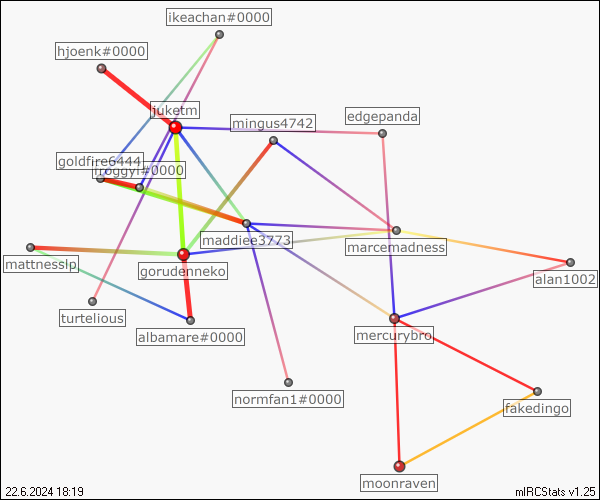 ikeachan#0000
hjoenk#0000
juketm
mingus4742
edgepanda
goldfire6444
froggyl#0000
maddiee3773
marcemadness
mattnesslp
gorudenneko
alan1002
turtelious
albamare#0000
mercurybro
normfan1#0000
fakedingo
moonraven
22.6.2024 18:19
mIRCStats v1.25